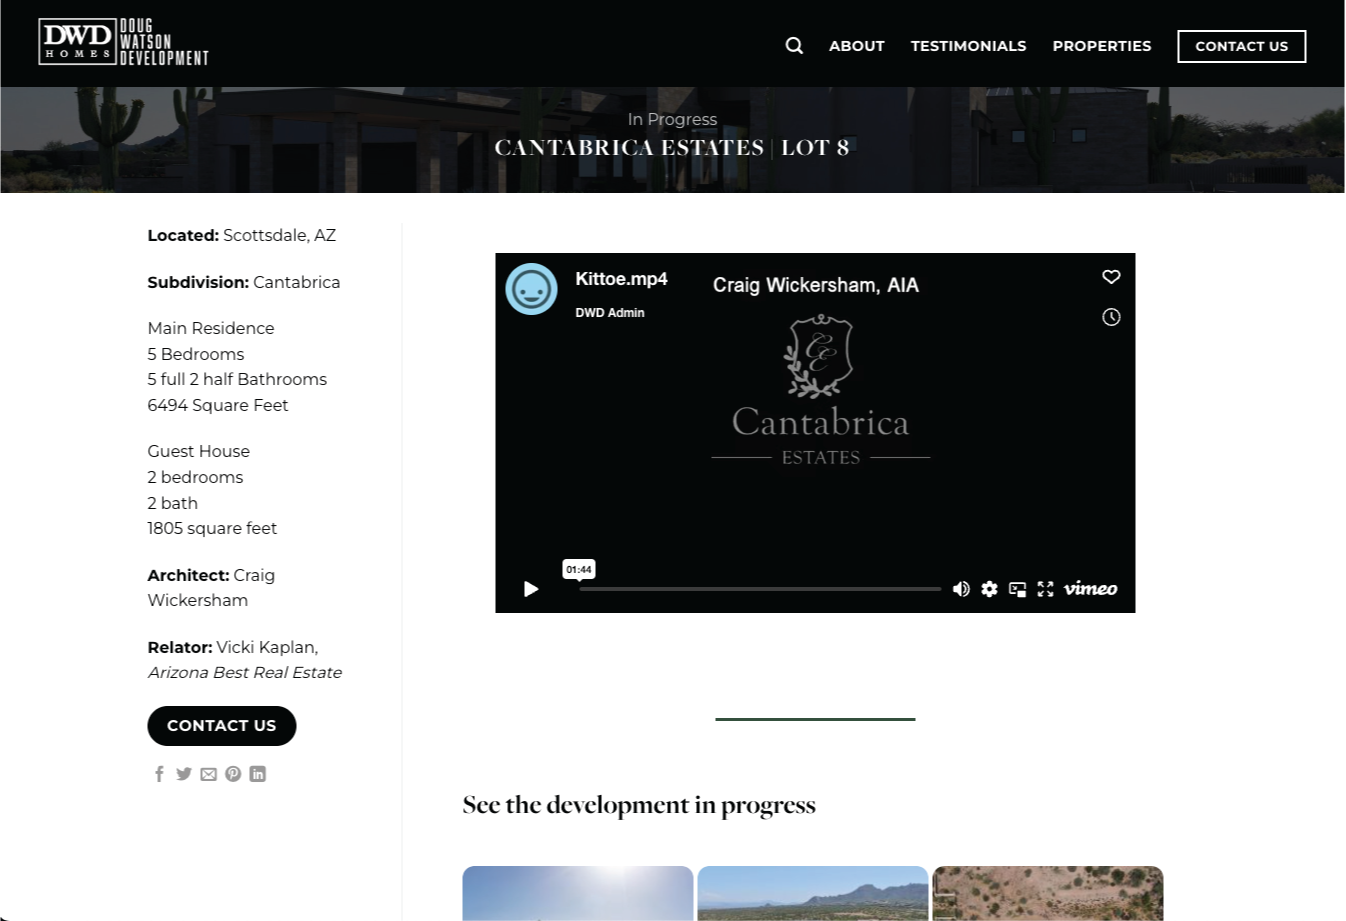 DWD
HOMES
DOUG
WATSON
DEVELOPMENT
ABOUT
TESTIMONIALS
PROPERTIES
CONTACT US
In Progress
CANTABRICA ESTATES | LOT 8
Located: Scottsdale, AZ
Subdivision: Cantabrica
Main Residence
5 Bedrooms
5 full 2 half Bathrooms
6494 Square Feet
Guest House
2 bedrooms
2 bath
1805 square feet
Architect: Craig
Wickersham
Relator: Vicki Kaplan,
Arizona Best Real Estate
CONTACT US
Kittoe.mp4
DWD Admin
Craig Wickersham, AIA
CE
Cantabrica
ESTATES
01:44
vimeo
See the development in progress